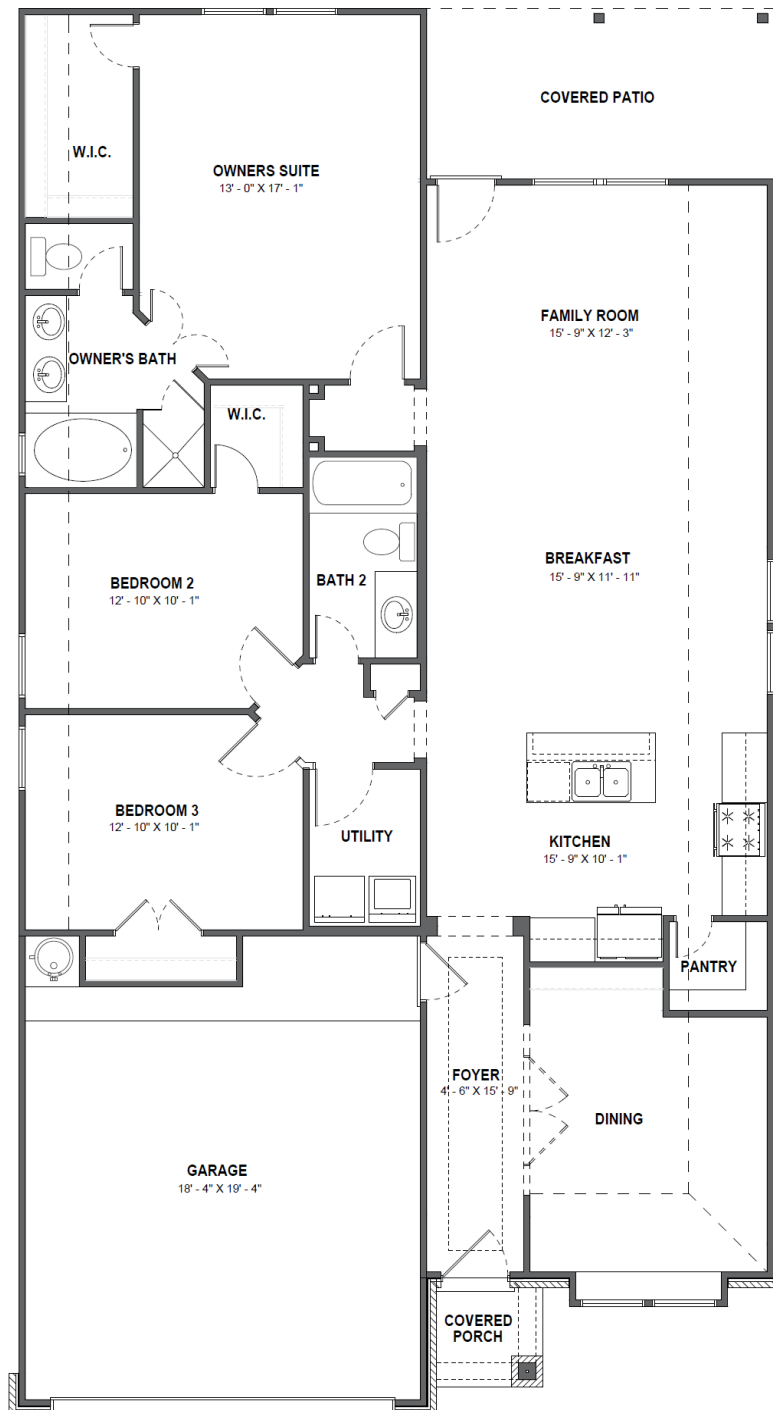 COVERED PATIO
W.I.C.
OWNERS SUITE
13' - 0" X 17' - 1"
FAMILY ROOM
15' - 9" X 12' - 3"
OWNER'S BATH
W.I.C.
BREAKFAST
15' - 9" X 11' - 11"
BEDROOM 2
12' - 10" X 10' - 1"
BATH 2
BEDROOM 3
12' - 10" X 10' - 1"
UTILITY
KITCHEN
15' - 9" X 10' - 1"
PANTRY
FOYER
4' - 6" X 15' - 9"
DINING
GARAGE
18' - 4" X 19' - 4"
COVERED
PORCH